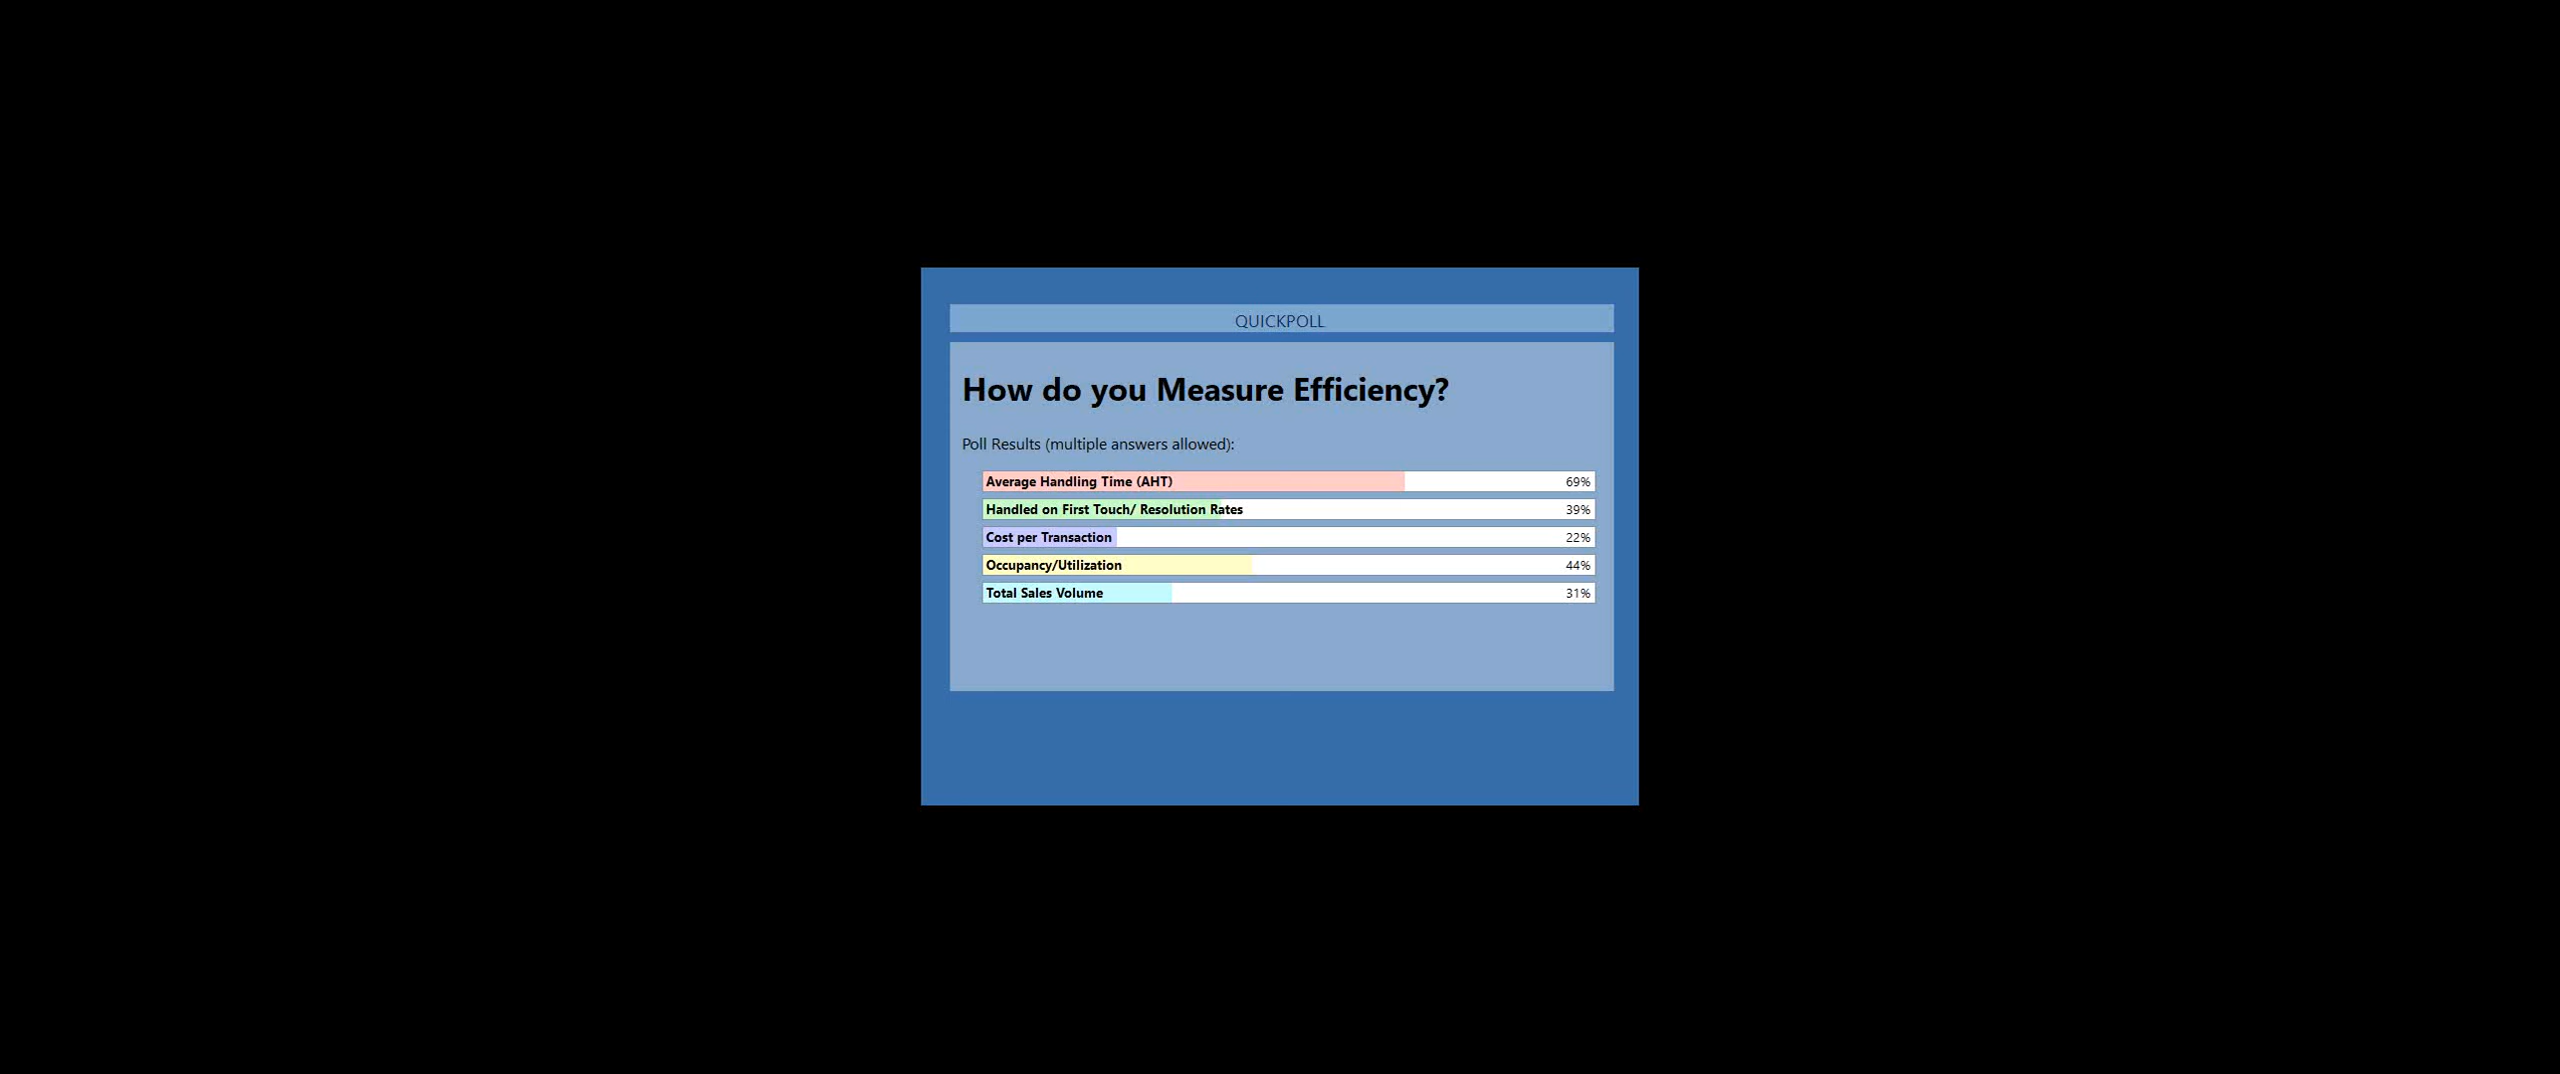 QUICKPOLL
How do you Measure Efficiency?
Poll Results (multiple answers allowed):
Average Handling Time (AHT) 69%
Handled on First Touch/ Resolution Rates 39%
Cost per Transaction 22%
Occupancy/Utilization 44%
Total Sales Volume 31%